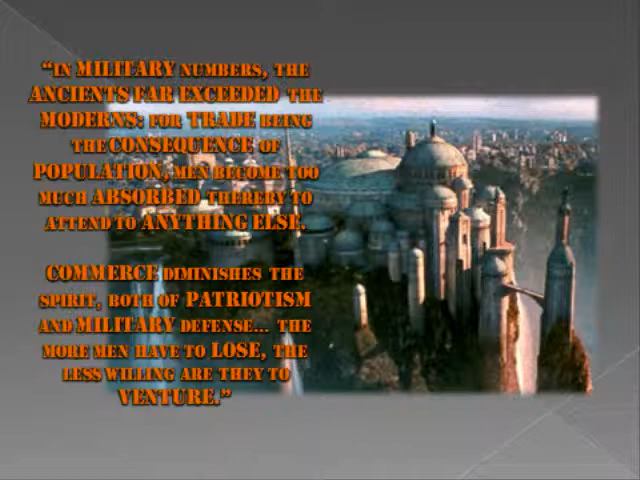 “IN MILITARY NUMBERS, THE
ANCIENTS FAR EXCEEDED THE
MODERNS: FOR TRADE BEING
THE CONSEQUENCE OF
POPULATION, MEN BECOME TOO
MUCH ABSORBED THEREBY TO
ATTEND TO ANYTHING ELSE.
COMMERCE DIMINISHES THE
SPIRIT, BOTH OF PATRIOTISM
AND MILITARY DEFENSE... THE
MORE MEN HAVE TO LOSE, THE
LESS WILLING ARE THEY TO
VENTURE.”